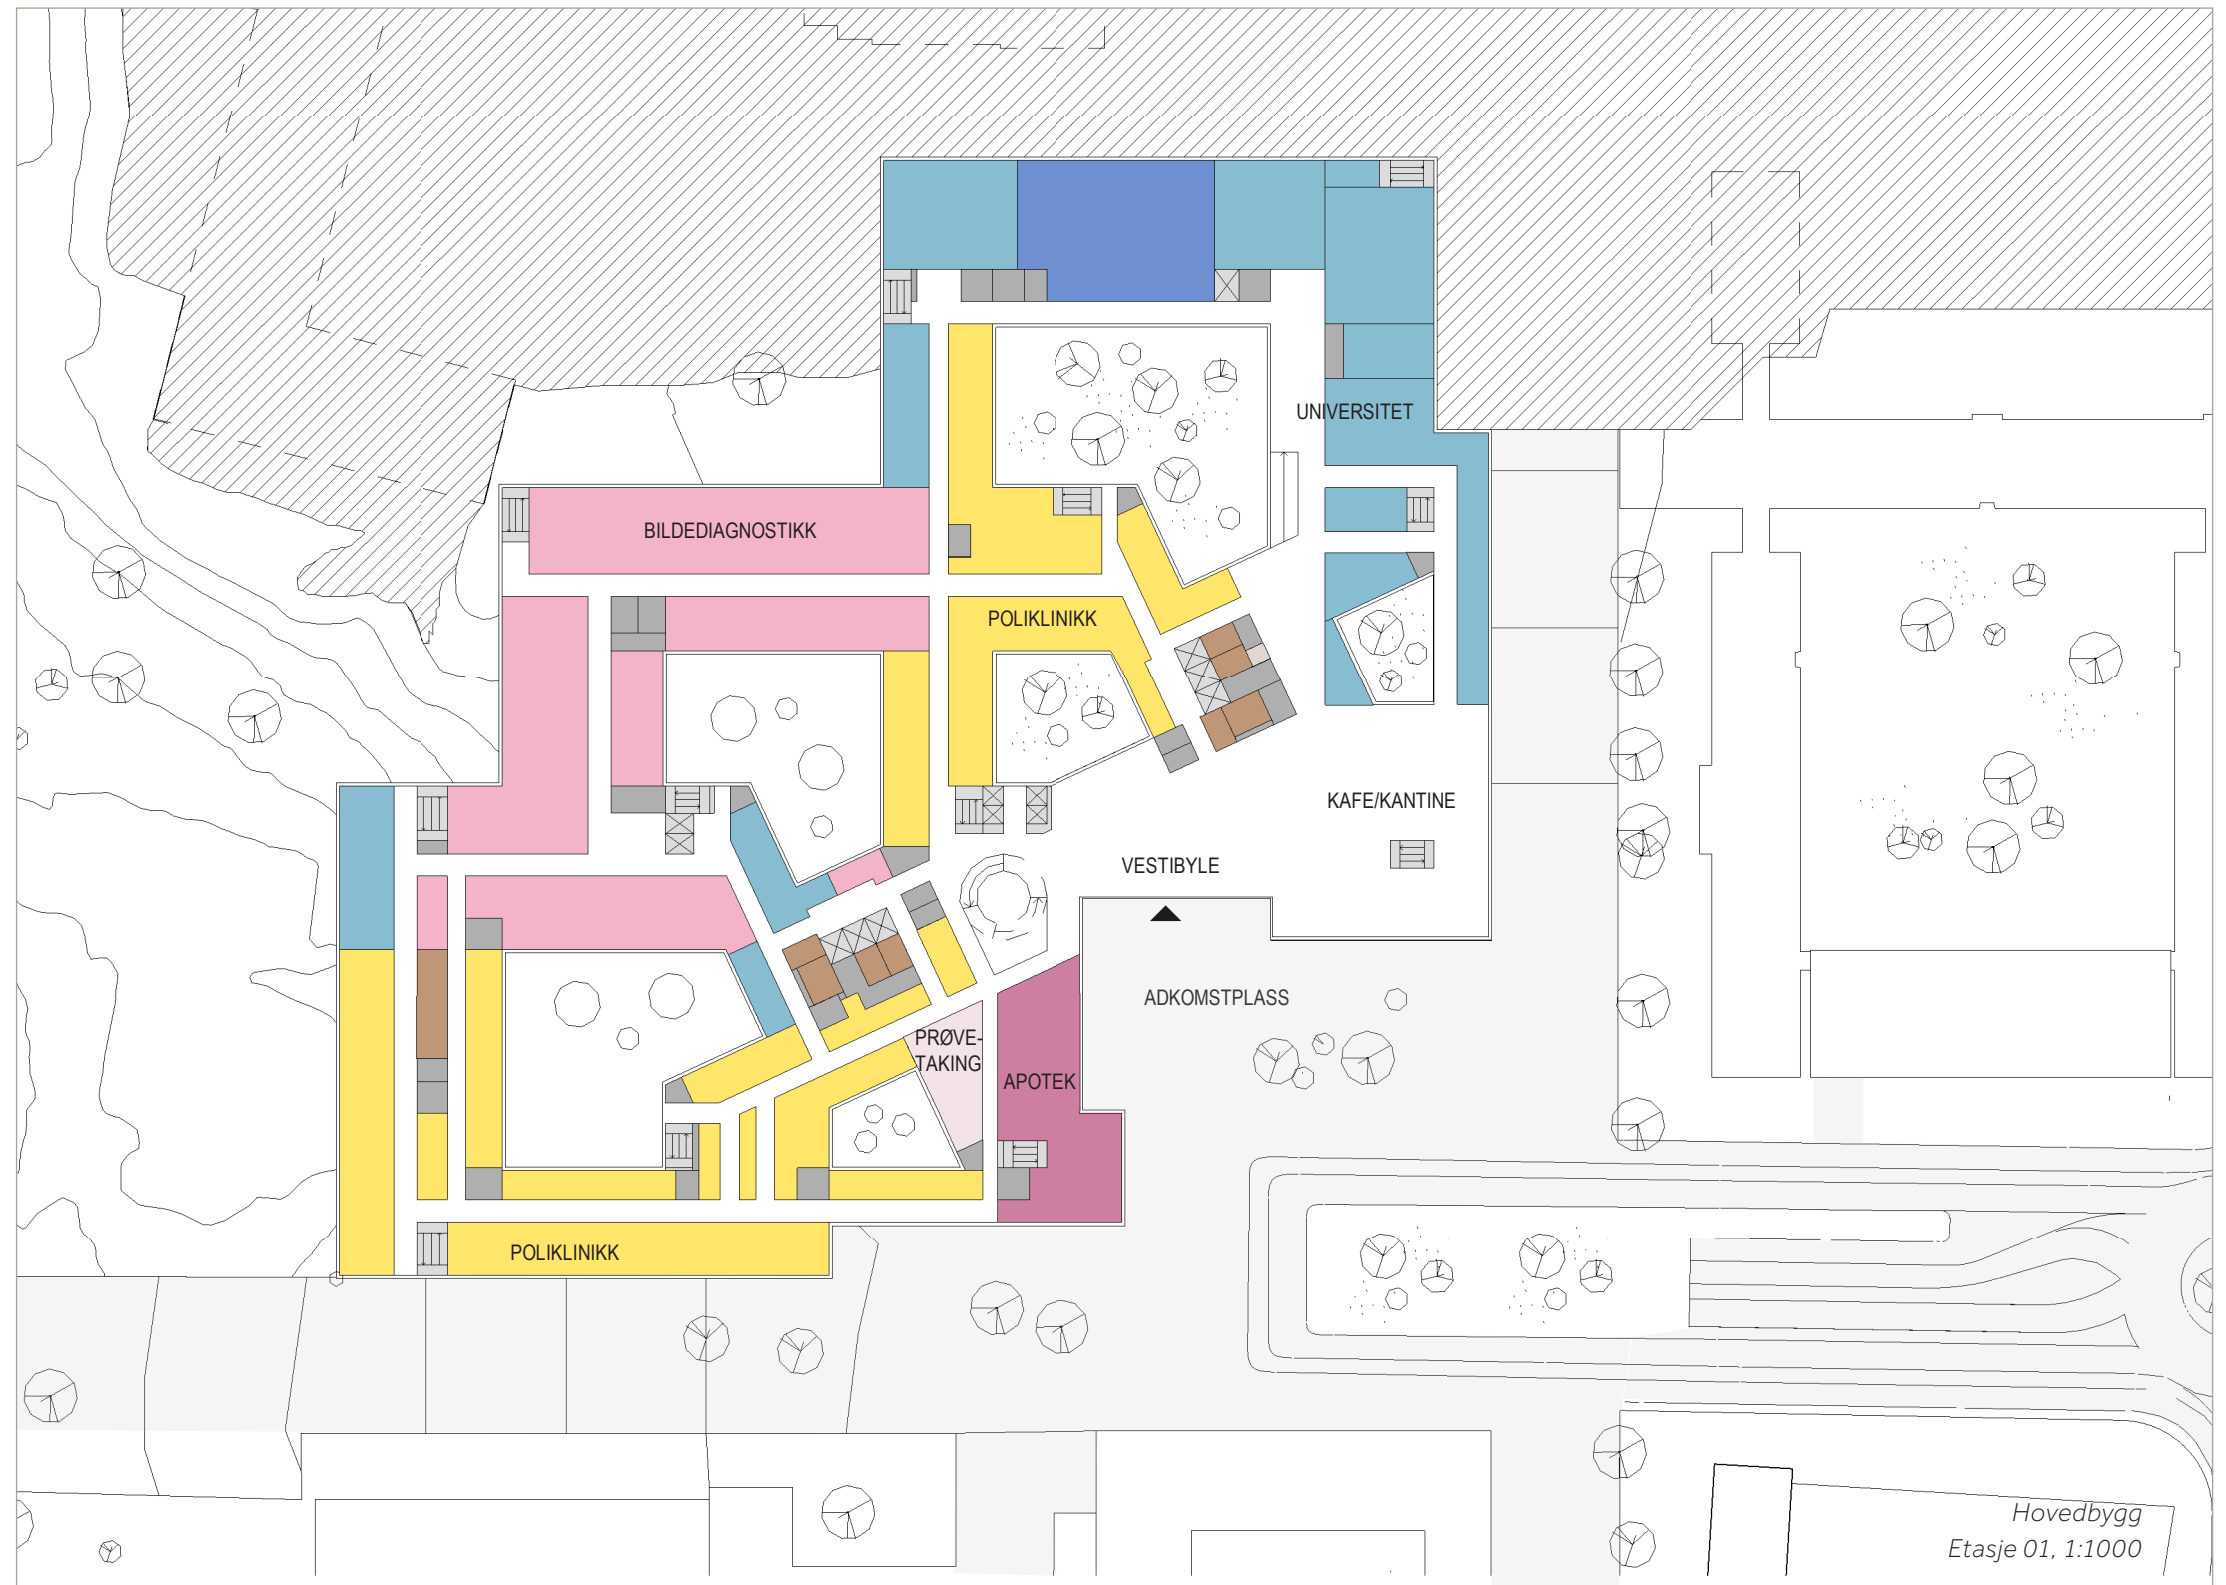 UNIVERSITET
BILDEDIAGNOSTIKK
POLIKLINIKK
KAFE/KANTINE
VESTIBYLE
ADKOMSTPLASS
PRØVE-
TAKING
APOTEK
POLIKLINIKK
Hovedbygg
Etasje 01, 1:1000